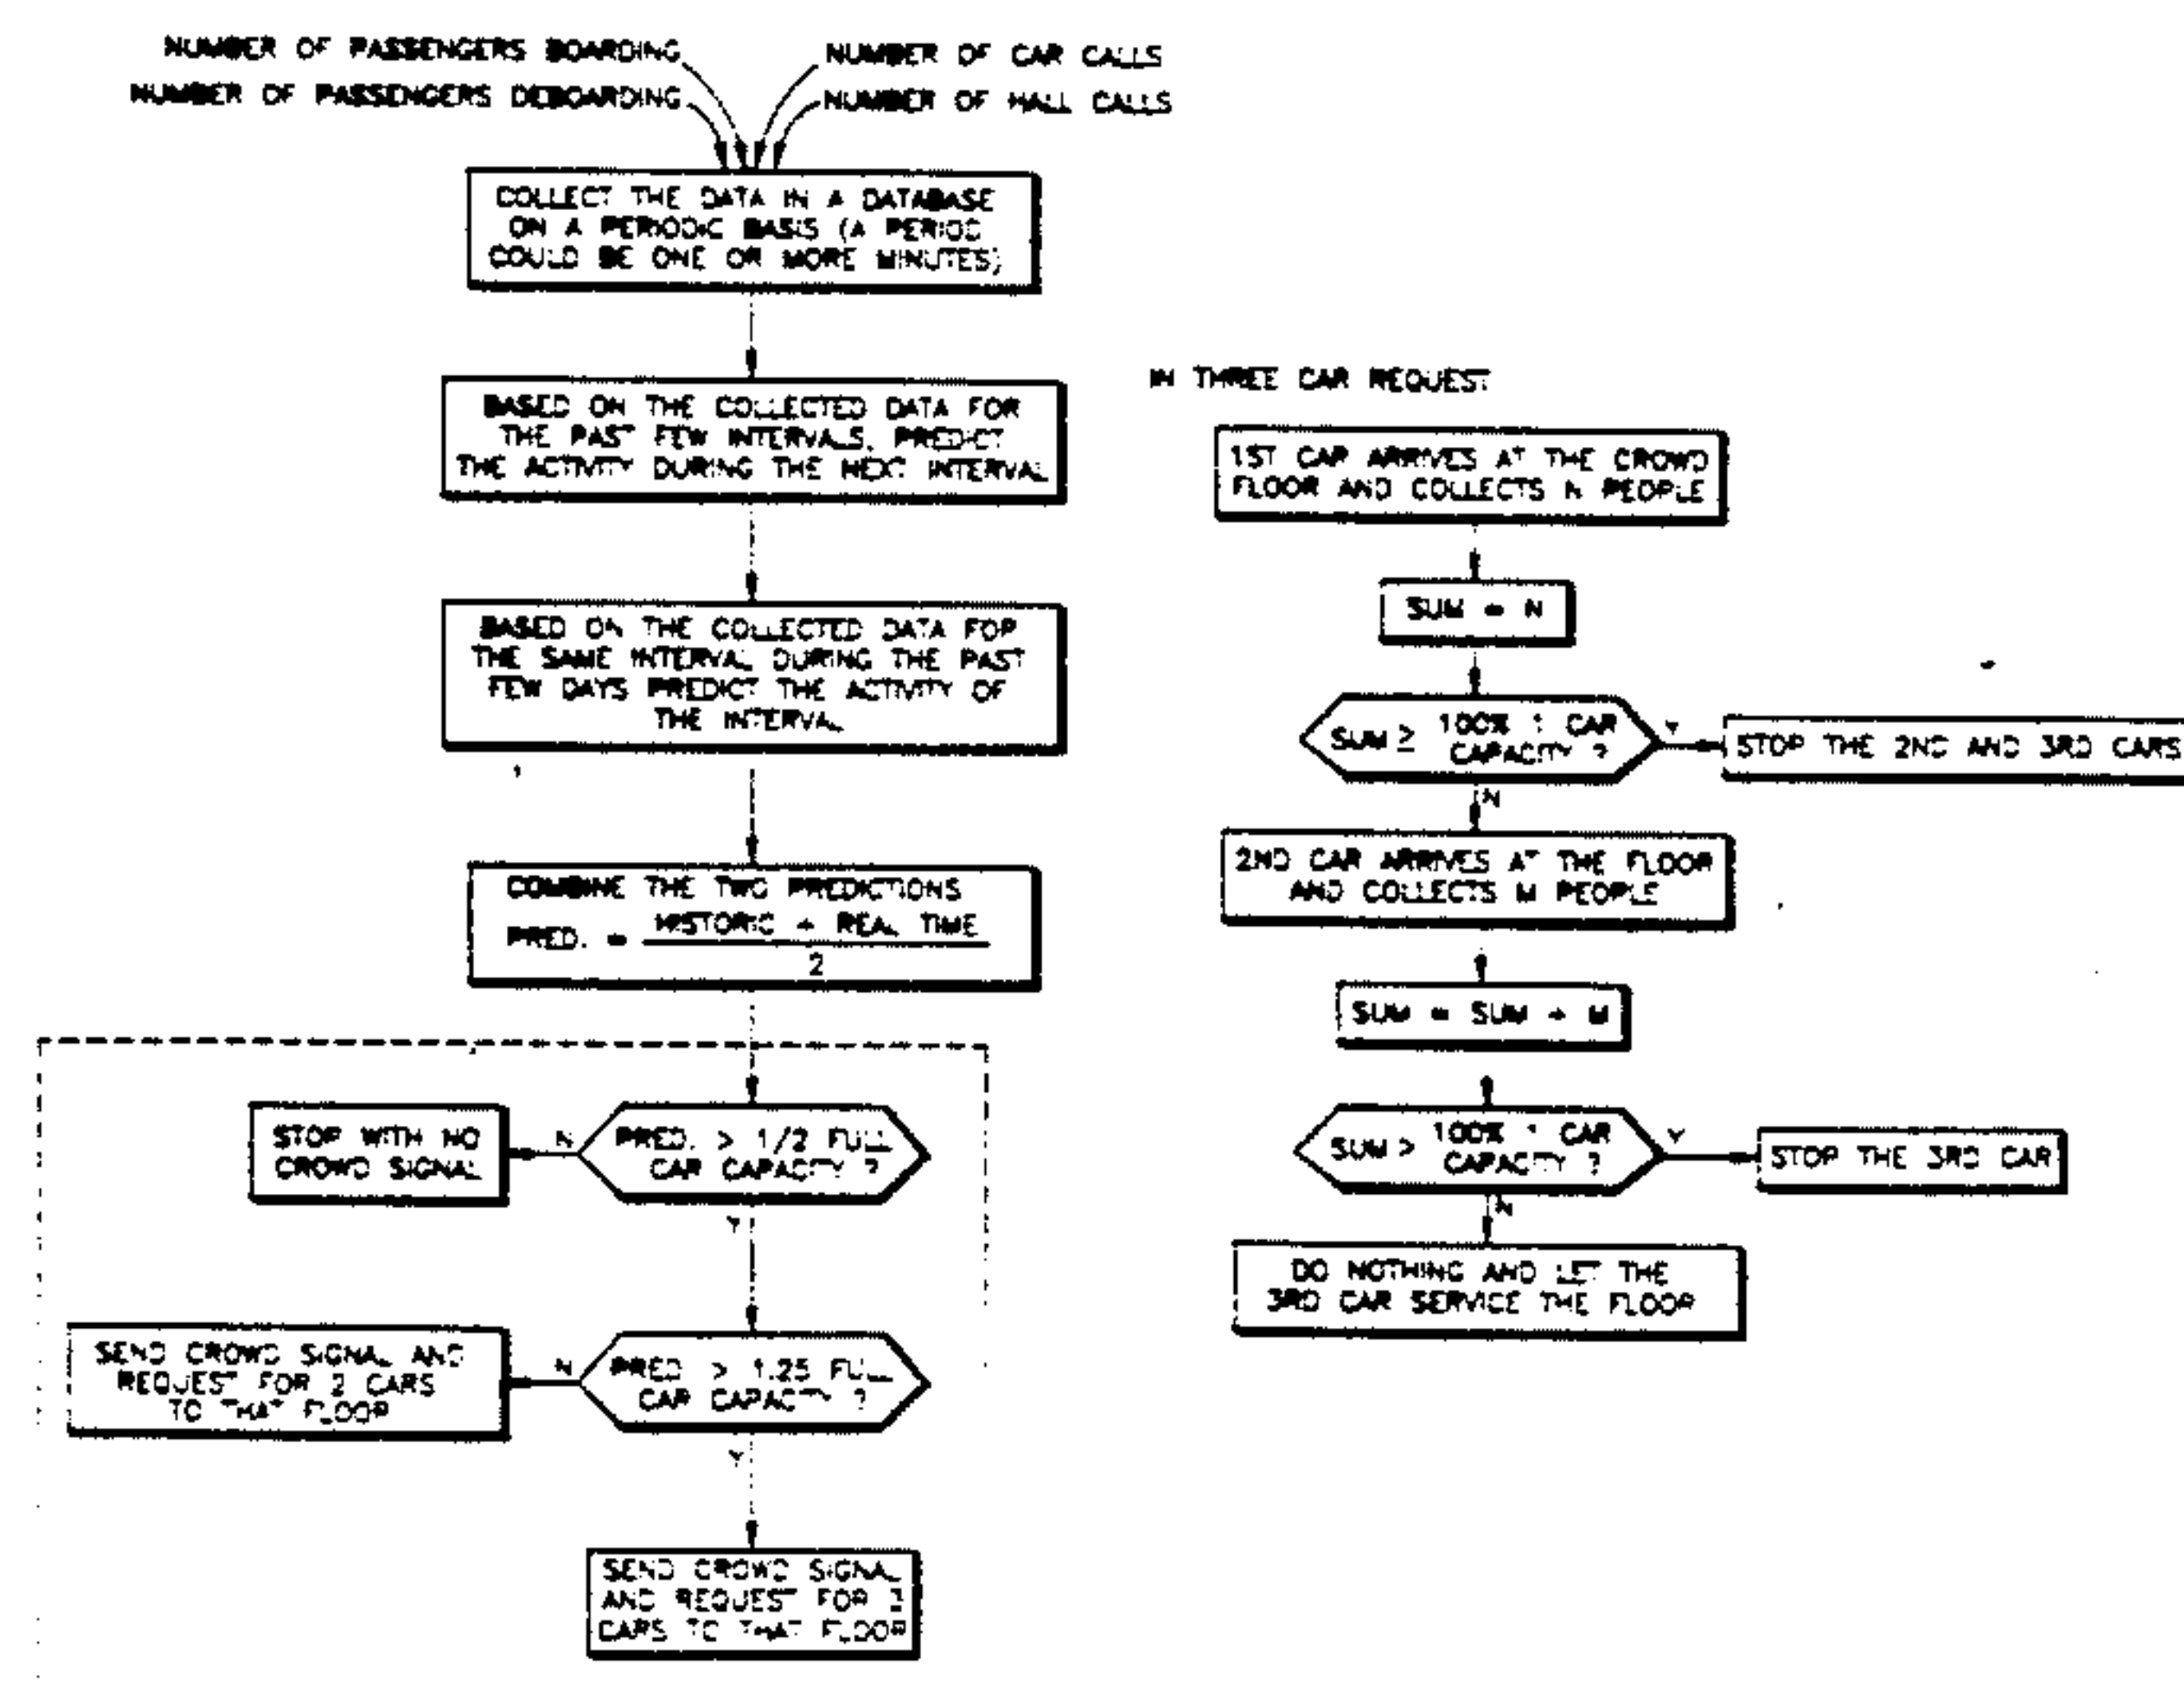 NUMBER OF PASSENGERS BOARDING
NUMBER OF PASSENGERS DEBOARDING
NUMBER OF CAR CALLS
NUMBER OF HALL CALLS
COLLECT THE DATA IN A DATABASE
ON A PERIODIC BASIS (A PERIOD
COULD BE ONE OR MORE MINUTES)
BASED ON THE COLLECTED DATA FOR
THE PAST FEW INTERVALS, PREDICT
THE ACTIVITY DURING THE NEXT INTERVAL
BASED ON THE COLLECTED DATA FOR
THE SAME INTERVAL DURING THE PAST
FEW DAYS PREDICT THE ACTIVITY OF
THE INTERVAL
COMBINE THE TWO PREDICTIONS
PRED. = HISTORIC + REAL TIME
2
PRED. > 1/2 FULL
CAR CAPACITY ?
N
STOP WITH NO
CROWD SIGNAL
Y
PRED > 1.25 FULL
CAR CAPACITY ?
N
SEND CROWD SIGNAL AND
REQUEST FOR 2 CARS
TO THAT FLOOR
Y
SEND CROWD SIGNAL
AND REQUEST FOR 3
CARS TO THAT FLOOR
IN THREE CAR REQUEST
1ST CAR ARRIVES AT THE CROWD
FLOOR AND COLLECTS N PEOPLE
SUM = N
SUM ≥ 100% 1 CAR
CAPACITY ?
Y
STOP THE 2ND AND 3RD CARS
N
2ND CAR ARRIVES AT THE FLOOR
AND COLLECTS M PEOPLE
SUM = SUM + M
SUM > 100% 1 CAR
CAPACITY ?
Y
STOP THE 3RD CAR
N
DO NOTHING AND LET THE
3RD CAR SERVICE THE FLOOR